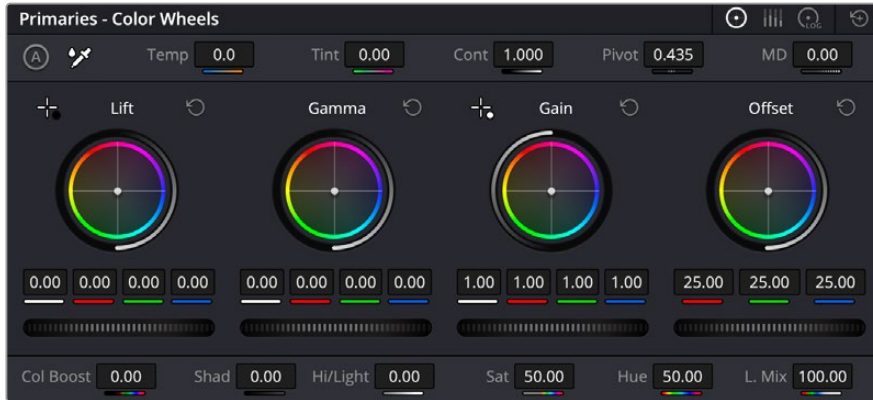 Primaries - Color Wheels
LOG
A Temp 0.0 Tint 0.00 Cont 1.000 Pivot 0.435 MD 0.00
Lift Gamma Gain Offset
0.00 0.00 0.00 0.00 0.00 0.00 0.00 0.00 1.00 1.00 1.00 1.00 25.00 25.00 25.00
Col Boost 0.00 Shad 0.00 Hi/Light 0.00 Sat 50.00 Hue 50.00 L. Mix 100.00